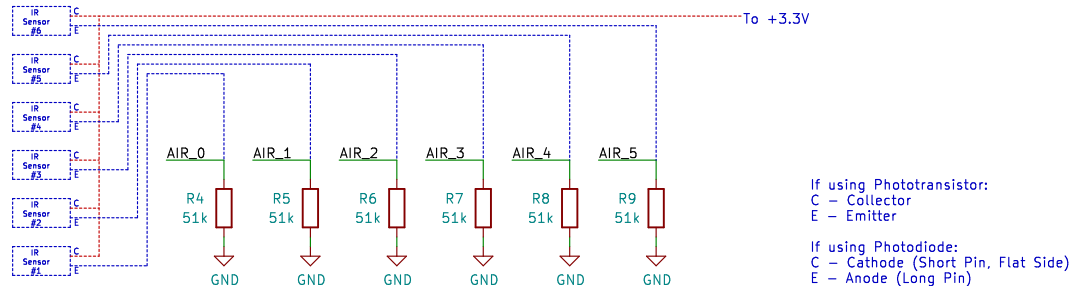 IR
Sensor
#6
C
E
To +3.3V
IR
Sensor
#5
C
E
IR
Sensor
#4
C
E
IR
Sensor
#3
C
E
IR
Sensor
#2
C
E
IR
Sensor
#1
C
E
AIR_0
AIR_1
AIR_2
AIR_3
AIR_4
AIR_5
R4
51k
R5
51k
R6
51k
R7
51k
R8
51k
R9
51k
GND
GND
GND
GND
GND
GND
If using Phototransistor:
C – Collector
E – Emitter
If using Photodiode:
C – Cathode (Short Pin, Flat Side)
E – Anode (Long Pin)